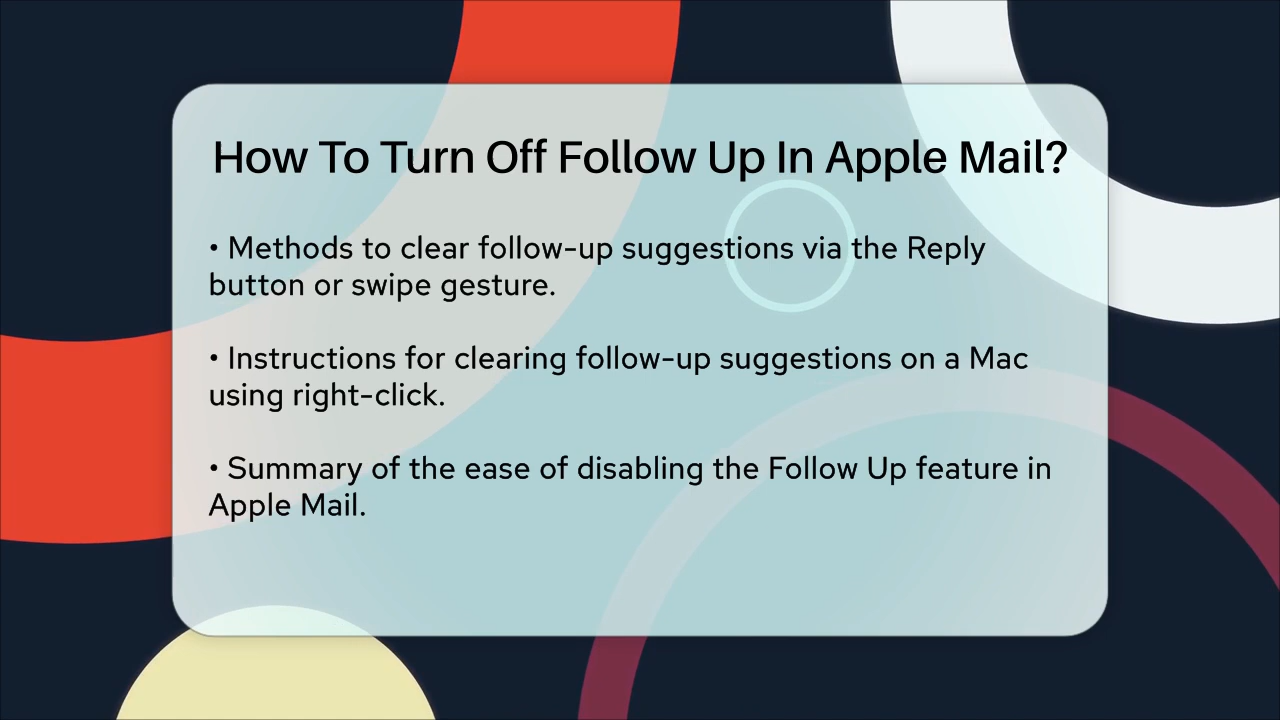 How To Turn Off Follow Up In Apple Mail?
• Methods to clear follow-up suggestions via the Reply
button or swipe gesture.
• Instructions for clearing follow-up suggestions on a Mac
using right-click.
• Summary of the ease of disabling the Follow Up feature in
Apple Mail.